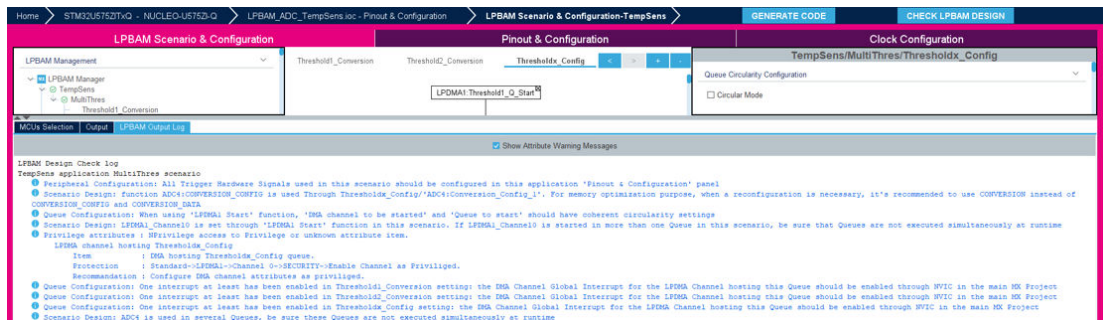 Home
STM32U575ZITxQ - NUCLEO-U575ZI-Q
LPBAM_ADC_TempSens.ioc - Pinout & Configuration
LPBAM Scenario & Configuration-TempSens
GENERATE CODE
CHECK LPBAM DESIGN
LPBAM Scenario & Configuration
Pinout & Configuration
Clock Configuration
LPBAM Management
Threshold1_Conversion
Threshold2_Conversion
Thresholdx_Config
<
>
+
-
TempSens/MultiThres/Thresholdx_Config
LPBAM Manager
TempSens
MultiThres
Threshold1_Conversion
LPDMA1:Threshold1_Q_Start
Queue Circularity Configuration
Circular Mode
MCUs Selection
Output
LPBAM Output Log
Show Attribute Warning Messages
LPBAM Design Check log
TempSens application MultiThres scenario
Peripheral Configuration: All Trigger Hardware Signals used in this scenario should be configured in this application 'Pinout & Configuration' panel
Scenario Design: function ADC4:CONVERSION_CONFIG is used Through Thresholdx_Config/'ADC4:Conversion_Config_1'. For memory optimization purpose, when a reconfiguration is necessary, it's recommended to use CONVERSION instead of
CONVERSION_CONFIG and CONVERSION_DATA
Queue Configuration: When using 'LPDMAi Start' function, 'DMA channel to be started' and 'Queue to start' should have coherent circularity settings
Scenario Design: LPDMA1_Channel0 is set through 'LPDMAi Start' function in this scenario. If LPDMA1_Channel0 is started in more than one Queue in this scenario, be sure that Queues are not executed simultaneously at runtime
Privilege attributes : NPrivilege access to Privilege or unknown attribute item.
LPDMA channel hosting Thresholdx_Config
Item : DMA hosting Thresholdx_Config queue.
Protection : Standard->LPDMA1->Channel 0->SECURITY->Enable Channel as Priviliged.
Recommandation : Configure DMA channel attributes as priviliged.
Queue Configuration: One interrupt at least has been enabled in Threshold1_Conversion setting: the DMA Channel Global Interrupt for the LPDMA Channel hosting this Queue should be enabled through NVIC in the main MX Project
Queue Configuration: One interrupt at least has been enabled in Threshold2_Conversion setting: the DMA Channel Global Interrupt for the LPDMA Channel hosting this Queue should be enabled through NVIC in the main MX Project
Queue Configuration: One interrupt at least has been enabled in Thresholdx_Config setting: the DMA Channel Global Interrupt for the LPDMA Channel hosting this Queue should be enabled through NVIC in the main MX Project
Scenario Design: ADC4 is used in several Queues, be sure these Queues are not executed simultaneously at runtime